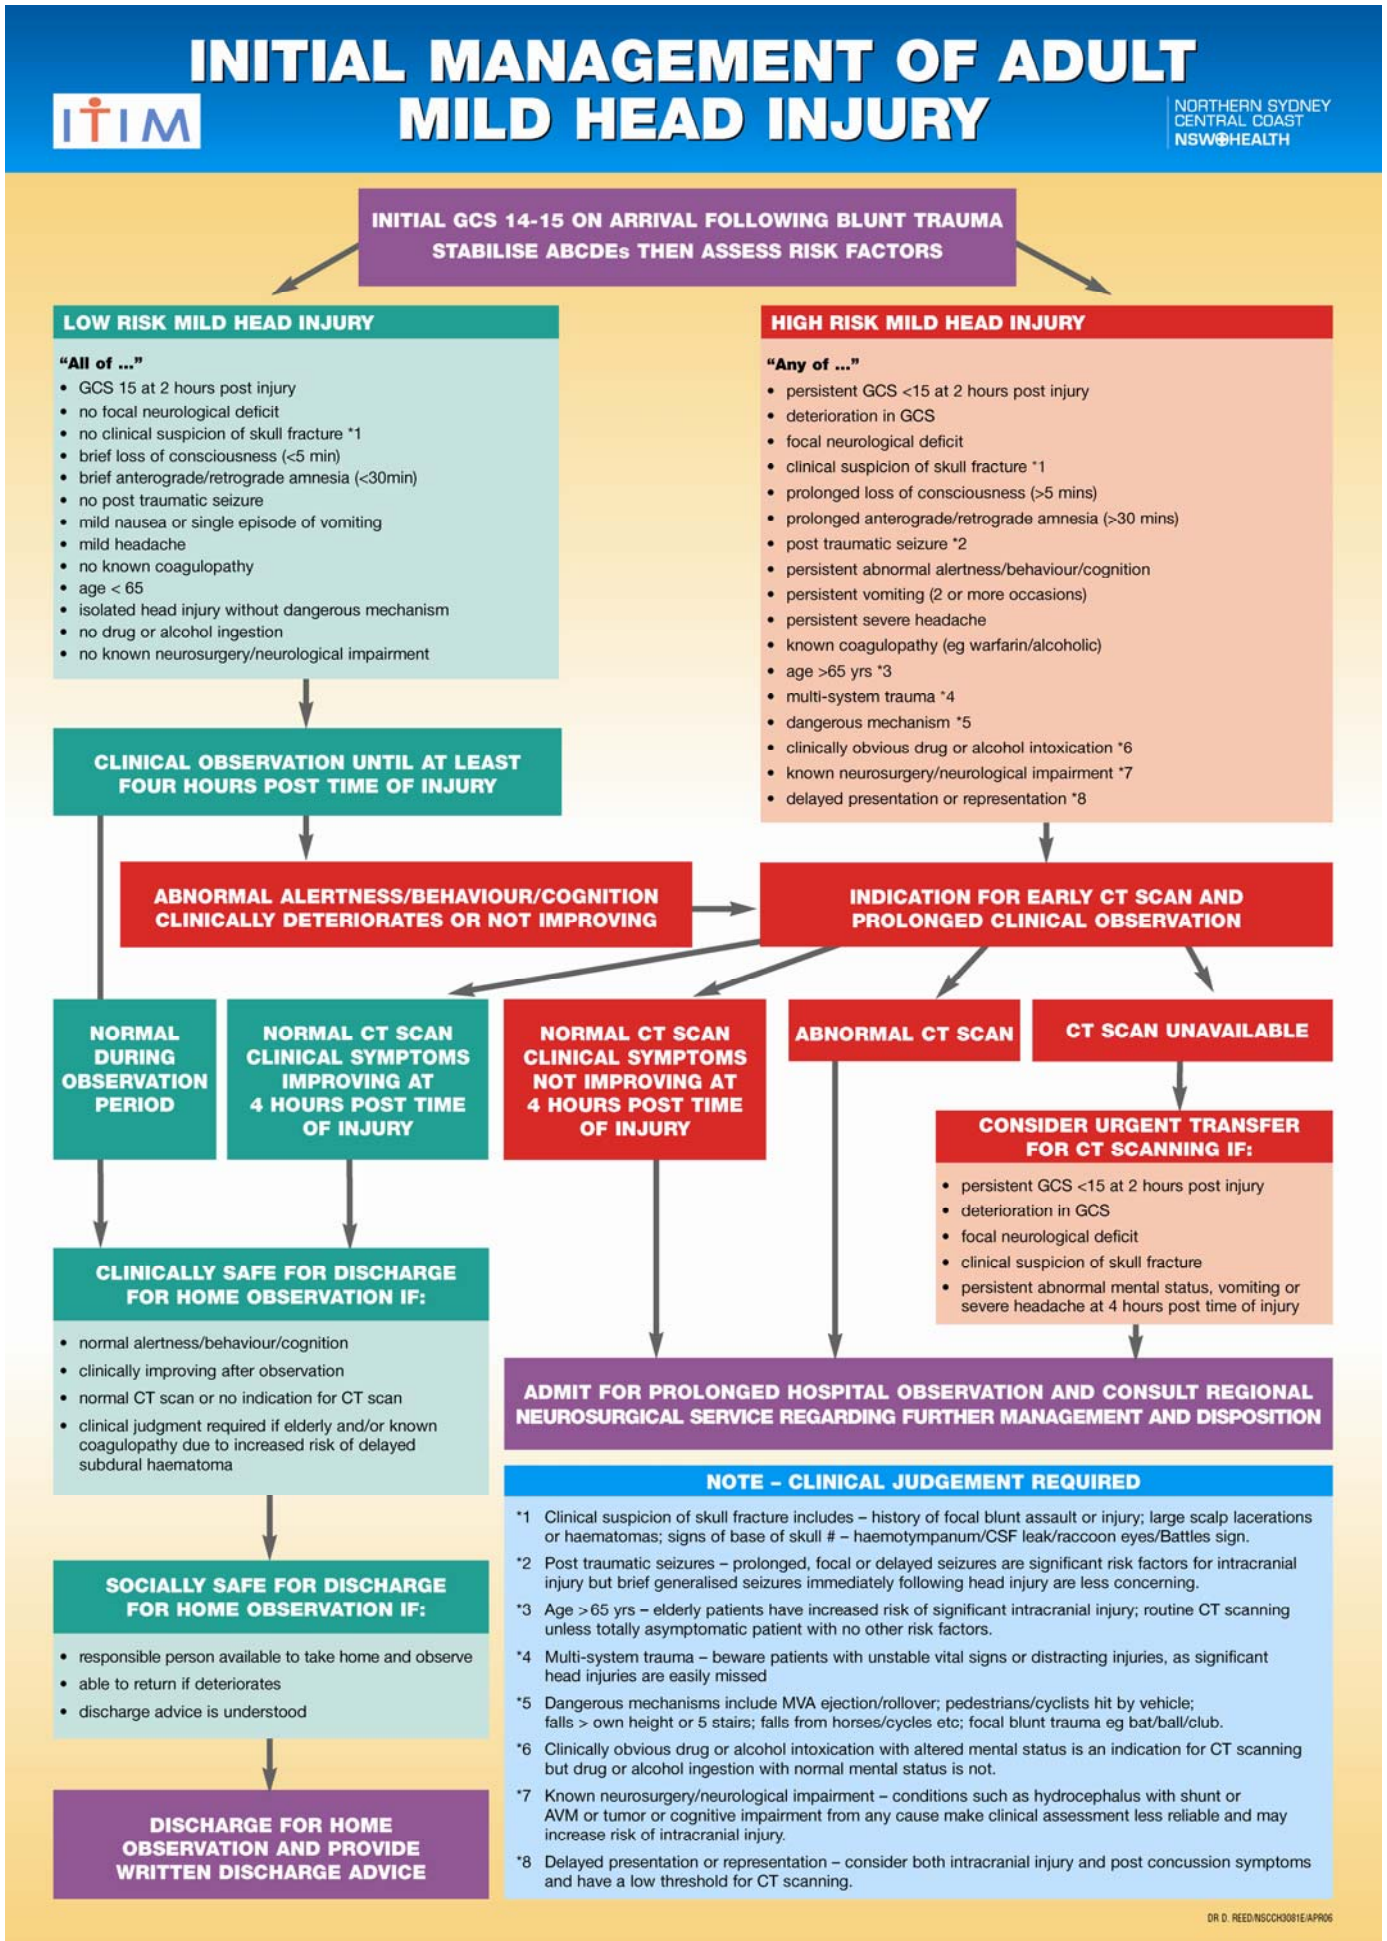 INITIAL MANAGEMENT OF ADULT
MILD HEAD INJURY
ITIM
NORTHERN SYDNEY
CENTRAL COAST
NSW HEALTH
INITIAL GCS 14-15 ON ARRIVAL FOLLOWING BLUNT TRAUMA
STABILISE ABCDEs THEN ASSESS RISK FACTORS
LOW RISK MILD HEAD INJURY
“All of ...”
• GCS 15 at 2 hours post injury
• no focal neurological deficit
• no clinical suspicion of skull fracture *1
• brief loss of consciousness (<5 min)
• brief anterograde/retrograde amnesia (<30min)
• no post traumatic seizure
• mild nausea or single episode of vomiting
• mild headache
• no known coagulopathy
• age < 65
• isolated head injury without dangerous mechanism
• no drug or alcohol ingestion
• no known neurosurgery/neurological impairment
HIGH RISK MILD HEAD INJURY
“Any of ...”
• persistent GCS <15 at 2 hours post injury
• deterioration in GCS
• focal neurological deficit
• clinical suspicion of skull fracture *1
• prolonged loss of consciousness (>5 mins)
• prolonged anterograde/retrograde amnesia (>30 mins)
• post traumatic seizure *2
• persistent abnormal alertness/behaviour/cognition
• persistent vomiting (2 or more occasions)
• persistent severe headache
• known coagulopathy (eg warfarin/alcoholic)
• age >65 yrs *3
• multi-system trauma *4
• dangerous mechanism *5
• clinically obvious drug or alcohol intoxication *6
• known neurosurgery/neurological impairment *7
• delayed presentation or representation *8
CLINICAL OBSERVATION UNTIL AT LEAST
FOUR HOURS POST TIME OF INJURY
ABNORMAL ALERTNESS/BEHAVIOUR/COGNITION
CLINICALLY DETERIORATES OR NOT IMPROVING
INDICATION FOR EARLY CT SCAN AND
PROLONGED CLINICAL OBSERVATION
NORMAL
DURING
OBSERVATION
PERIOD
NORMAL CT SCAN
CLINICAL SYMPTOMS
IMPROVING AT
4 HOURS POST TIME
OF INJURY
NORMAL CT SCAN
CLINICAL SYMPTOMS
NOT IMPROVING AT
4 HOURS POST TIME
OF INJURY
ABNORMAL CT SCAN
CT SCAN UNAVAILABLE
CONSIDER URGENT TRANSFER
FOR CT SCANNING IF:
• persistent GCS <15 at 2 hours post injury
• deterioration in GCS
• focal neurological deficit
• clinical suspicion of skull fracture
• persistent abnormal mental status, vomiting or
severe headache at 4 hours post time of injury
CLINICALLY SAFE FOR DISCHARGE
FOR HOME OBSERVATION IF:
• normal alertness/behaviour/cognition
• clinically improving after observation
• normal CT scan or no indication for CT scan
• clinical judgment required if elderly and/or known
coagulopathy due to increased risk of delayed
subdural haematoma
ADMIT FOR PROLONGED HOSPITAL OBSERVATION AND CONSULT REGIONAL
NEUROSURGICAL SERVICE REGARDING FURTHER MANAGEMENT AND DISPOSITION
SOCIALLY SAFE FOR DISCHARGE
FOR HOME OBSERVATION IF:
• responsible person available to take home and observe
• able to return if deteriorates
• discharge advice is understood
DISCHARGE FOR HOME
OBSERVATION AND PROVIDE
WRITTEN DISCHARGE ADVICE
NOTE – CLINICAL JUDGEMENT REQUIRED
*1 Clinical suspicion of skull fracture includes – history of focal blunt assault or injury; large scalp lacerations
or haematomas; signs of base of skull # – haemotympanum/CSF leak/raccoon eyes/Battles sign.
*2 Post traumatic seizures – prolonged, focal or delayed seizures are significant risk factors for intracranial
injury but brief generalised seizures immediately following head injury are less concerning.
*3 Age >65 yrs – elderly patients have increased risk of significant intracranial injury; routine CT scanning
unless totally asymptomatic patient with no other risk factors.
*4 Multi-system trauma – beware patients with unstable vital signs or distracting injuries, as significant
head injuries are easily missed
*5 Dangerous mechanisms include MVA ejection/rollover; pedestrians/cyclists hit by vehicle;
falls > own height or 5 stairs; falls from horses/cycles etc; focal blunt trauma eg bat/ball/club.
*6 Clinically obvious drug or alcohol intoxication with altered mental status is an indication for CT scanning
but drug or alcohol ingestion with normal mental status is not.
*7 Known neurosurgery/neurological impairment – conditions such as hydrocephalus with shunt or
AVM or tumor or cognitive impairment from any cause make clinical assessment less reliable and may
increase risk of intracranial injury.
*8 Delayed presentation or representation – consider both intracranial injury and post concussion symptoms
and have a low threshold for CT scanning.
DR D. REED/NSCCH3081E/APR06